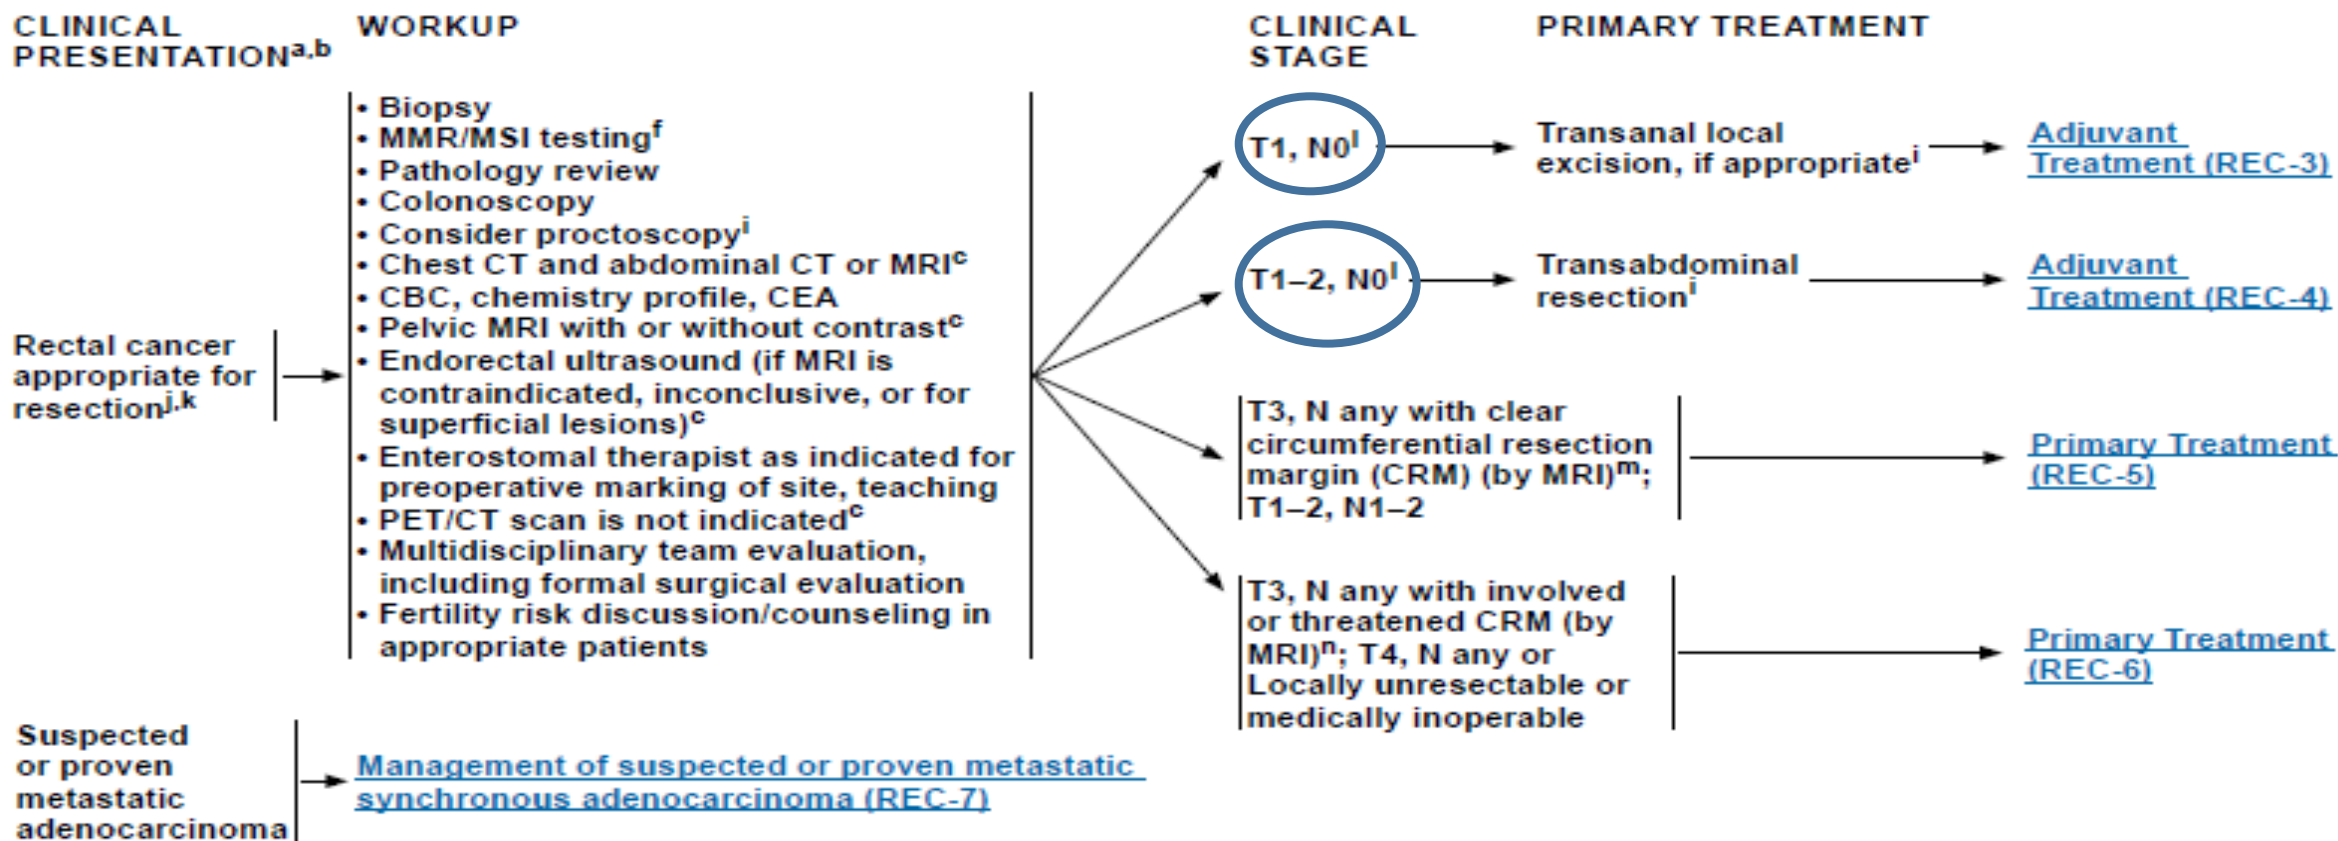 CLINICAL
PRESENTATIONa,b
WORKUP
CLINICAL
STAGE
PRIMARY TREATMENT
Rectal cancer
appropriate for
resectionj,k
• Biopsy
• MMR/MSI testingf
• Pathology review
• Colonoscopy
• Consider proctoscopyi
• Chest CT and abdominal CT or MRIc
• CBC, chemistry profile, CEA
• Pelvic MRI with or without contrastc
• Endorectal ultrasound (if MRI is
contraindicated, inconclusive, or for
superficial lesions)c
• Enterostomal therapist as indicated for
preoperative marking of site, teaching
• PET/CT scan is not indicatedc
• Multidisciplinary team evaluation,
including formal surgical evaluation
• Fertility risk discussion/counseling in
appropriate patients
T1, N0l
Transanal local
excision, if appropriatei
Adjuvant
Treatment (REC-3)
T1–2, N0l
Transabdominal
resectioni
Adjuvant
Treatment (REC-4)
T3, N any with clear
circumferential resection
margin (CRM) (by MRI)m;
T1–2, N1–2
Primary Treatment
(REC-5)
T3, N any with involved
or threatened CRM (by
MRI)n; T4, N any or
Locally unresectable or
medically inoperable
Primary Treatment
(REC-6)
Suspected
or proven
metastatic
adenocarcinoma
Management of suspected or proven metastatic
synchronous adenocarcinoma (REC-7)